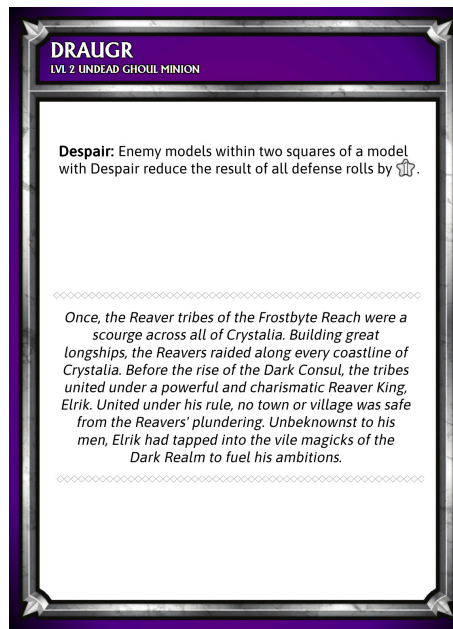 DRAUGR
LVL 2 UNDEAD GHOUL MINION
Despair: Enemy models within two squares of a model
with Despair reduce the result of all defense rolls by 1.
Once, the Reaver tribes of the Frostbyte Reach were a
scourge across all of Crystalia. Building great
longships, the Reavers raided along every coastline of
Crystalia. Before the rise of the Dark Consul, the tribes
united under a powerful and charismatic Reaver King,
Elrik. United under his rule, no town or village was safe
from the Reavers' plundering. Unbeknownst to his
men, Elrik had tapped into the vile magicks of the
Dark Realm to fuel his ambitions.